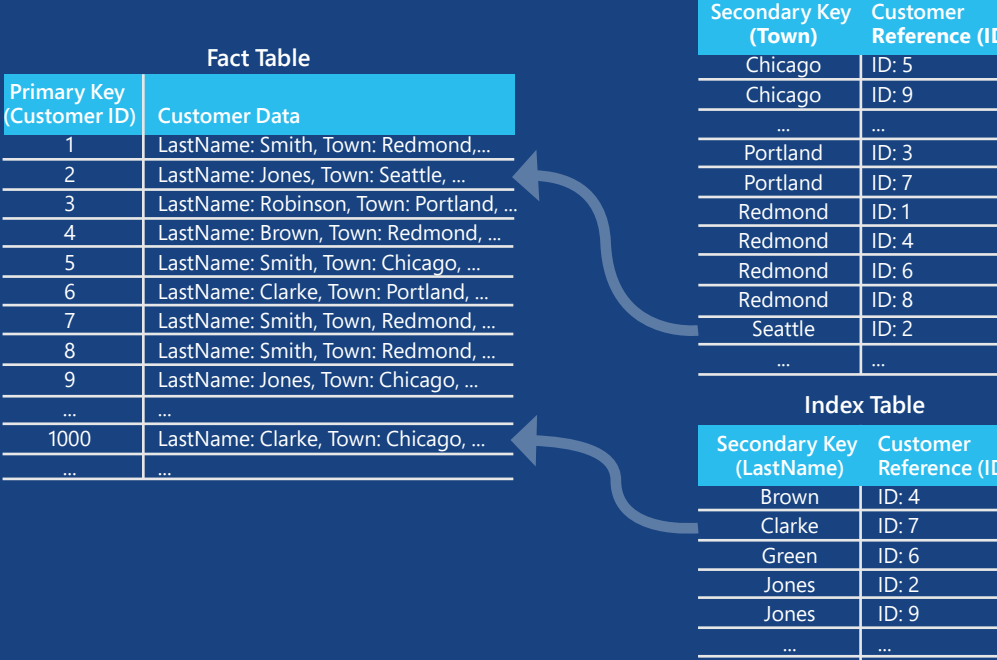 Fact Table
Primary Key
(Customer ID)
Customer Data
1 LastName: Smith, Town: Redmond,...
2 LastName: Jones, Town: Seattle, ...
3 LastName: Robinson, Town: Portland, ...
4 LastName: Brown, Town: Redmond, ...
5 LastName: Smith, Town: Chicago, ...
6 LastName: Clarke, Town: Portland, ...
7 LastName: Smith, Town, Redmond, ...
8 LastName: Smith, Town: Redmond, ...
9 LastName: Jones, Town: Chicago, ...
... ...
1000 LastName: Clarke, Town: Chicago, ...
... ...
Secondary Key
(Town)
Customer
Reference (ID
Chicago ID: 5
Chicago ID: 9
... ...
Portland ID: 3
Portland ID: 7
Redmond ID: 1
Redmond ID: 4
Redmond ID: 6
Redmond ID: 8
Seattle ID: 2
... ...
Index Table
Secondary Key
(LastName)
Customer
Reference (ID
Brown ID: 4
Clarke ID: 7
Green ID: 6
Jones ID: 2
Jones ID: 9
... ...